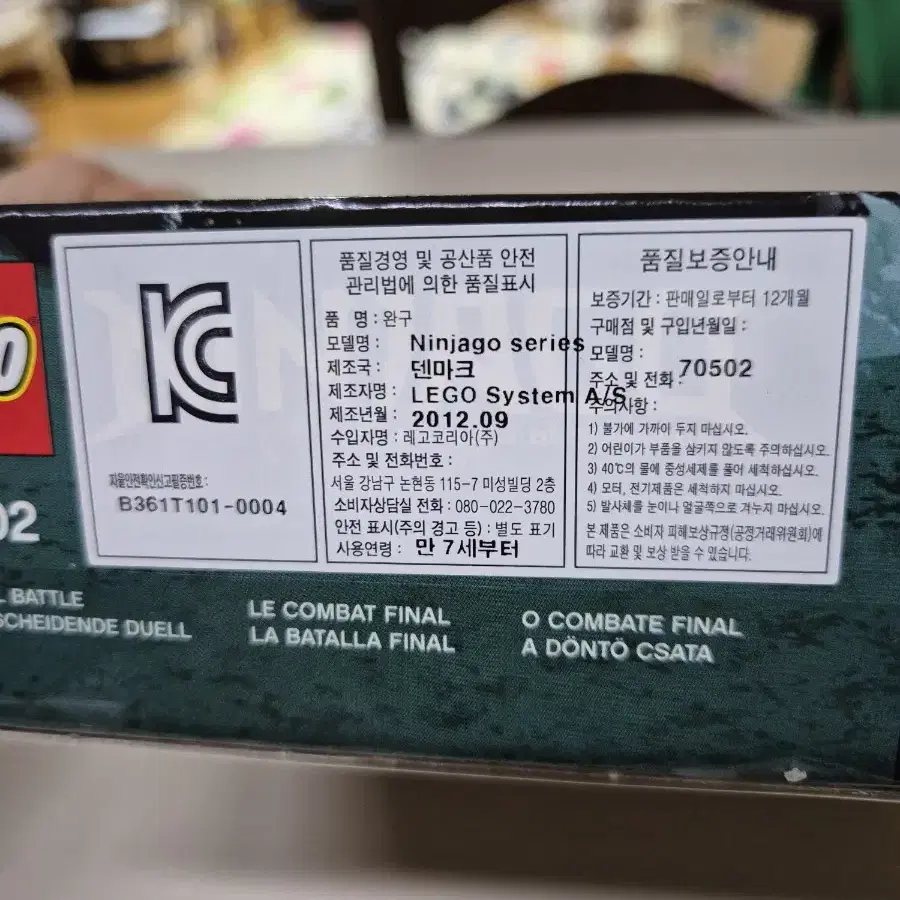 O
02
자율안전확인신고필증번호:
B361T101-0004
품질경영 및 공산품 안전
관리법에 의한 품질표시
품 명 : 완구
모델명 : Ninjago series
제조국 : 덴마크
제조자명 : LEGO System A/S
제조년월 : 2012.09
수입자명 : 레고코리아(주)
주소 및 전화번호 :
서울 강남구 논현동 115-7 미성빌딩 2층
소비자상담실 전화 : 080-022-3780
안전 표시(주의 경고 등) : 별도 표기
사용연령 : 만 7세부터
품질보증안내
보증기간 : 판매일로부터 12개월
구매점 및 구입년월일 :
모델명 :
70502
주소 및 전화 :
주의사항 :
1) 불가에 가까이 두지 마십시오.
2) 어린이가 부품을 삼키지 않도록 주의하십시오.
3) 40℃의 물에 중성세제를 풀어 세척하십시오.
4) 모터, 전기제품은 세척하지 마십시오.
5) 발사체를 눈이나 얼굴쪽으로 겨누지 마십시오.
본 제품은 소비자 피해보상규정(공정거래위원회)에
따라 교환 및 보상 받을 수 있습니다.
L BATTLE
SCHEIDENDE DUELL
LE COMBAT FINAL
LA BATALLA FINAL
O COMBATE FINAL
A DÖNTŐ CSATA